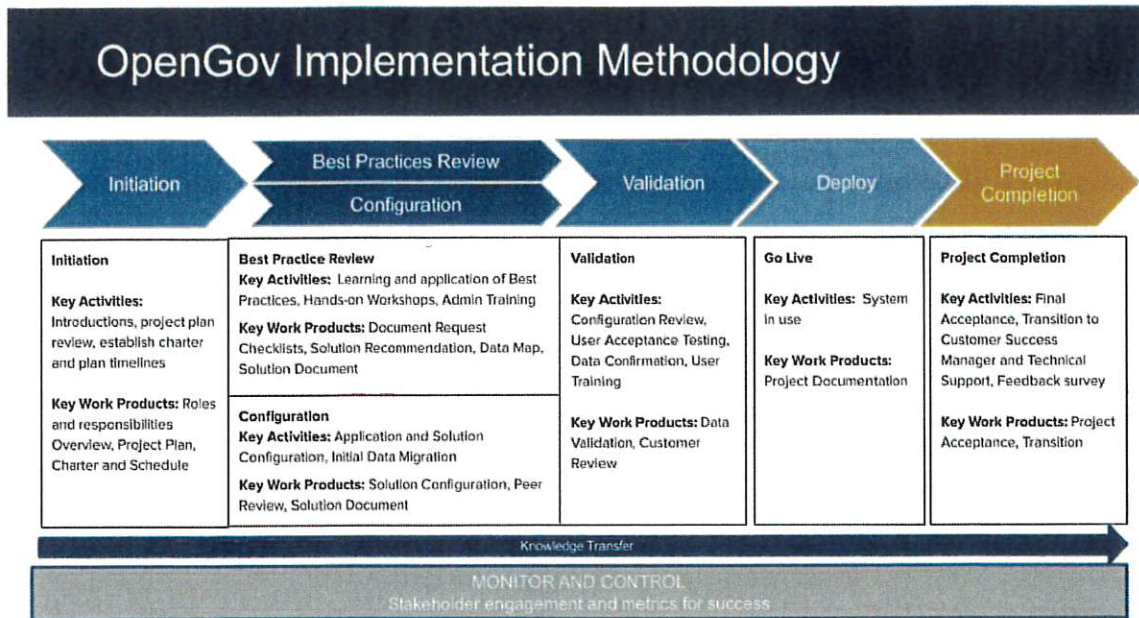 OpenGov Implementation Methodology
Initiation
Best Practices Review
Configuration
Validation
Deploy
Project
Completion
Initiation
Key Activities:
Introductions, project plan
review, establish charter
and plan timelines
Key Work Products: Roles
and responsibilities
Overview, Project Plan,
Charter and Schedule
Best Practice Review
Key Activities: Learning and application of Best
Practices, Hands-on Workshops, Admin Training
Key Work Products: Document Request
Checklists, Solution Recommendation, Data Map,
Solution Document
Configuration
Key Activities: Application and Solution
Configuration, Initial Data Migration
Key Work Products: Solution Configuration, Peer
Review, Solution Document
Validation
Key Activities:
Configuration Review,
User Acceptance Testing,
Data Confirmation, User
Training
Key Work Products: Data
Validation, Customer
Review
Go Live
Key Activities: System
in use
Key Work Products:
Project Documentation
Project Completion
Key Activities: Final
Acceptance, Transition to
Customer Success
Manager and Technical
Support, Feedback survey
Key Work Products: Project
Acceptance, Transition
Knowledge Transfer
MONITOR AND CONTROL
Stakeholder engagement and metrics for success